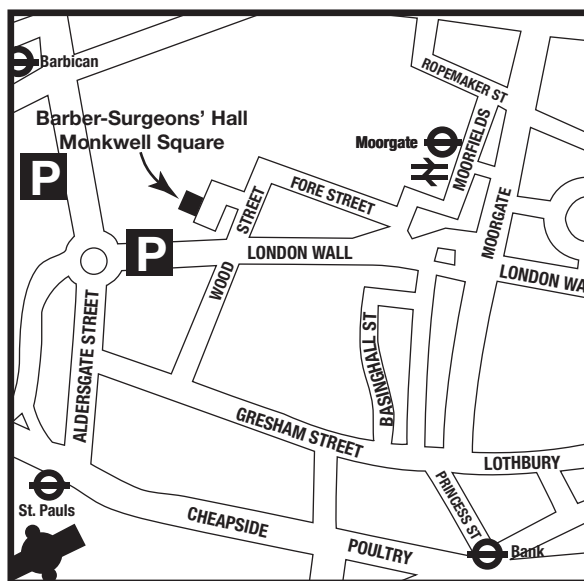 Barbican
ROPEMAKER ST
Barber-Surgeons' Hall
Monkwell Square
Moorgate
MOORFIELDS
P
FORE STREET
WOOD STREET
MOORGATE
P
LONDON WALL
LONDON WA
BASINGHALL ST
ALDERSGATE STREET
GRESHAM STREET
LOTHBURY
PRINCESS ST
St. Pauls
CHEAPSIDE
POULTRY
Bank